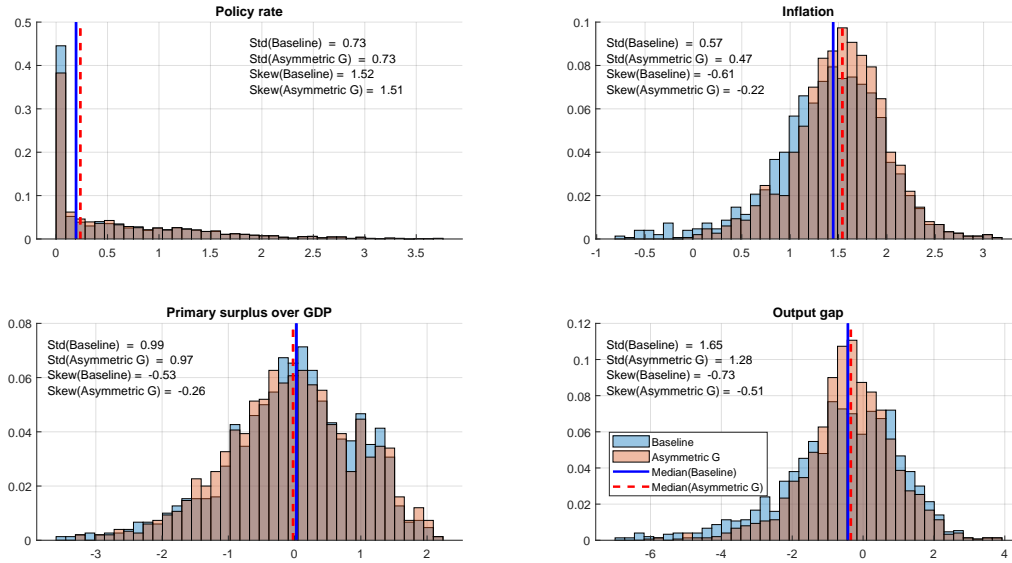 Policy rate
Std(Baseline) = 0.73
Std(Asymmetric G) = 0.73
Skew(Baseline) = 1.52
Skew(Asymmetric G) = 1.51
0.5
0.4
0.3
0.2
0.1
0
0 0.5 1 1.5 2 2.5 3 3.5
Inflation
Std(Baseline) = 0.57
Std(Asymmetric G) = 0.47
Skew(Baseline) = -0.61
Skew(Asymmetric G) = -0.22
0.1
0.08
0.06
0.04
0.02
0
-1 -0.5 0 0.5 1 1.5 2 2.5 3
Primary surplus over GDP
Std(Baseline) = 0.99
Std(Asymmetric G) = 0.97
Skew(Baseline) = -0.53
Skew(Asymmetric G) = -0.26
0.08
0.06
0.04
0.02
0
-3 -2 -1 0 1 2
Output gap
Std(Baseline) = 1.65
Std(Asymmetric G) = 1.28
Skew(Baseline) = -0.73
Skew(Asymmetric G) = -0.51
0.12
0.1
0.08
0.06
0.04
0.02
0
Baseline
Asymmetric G
Median(Baseline)
Median(Asymmetric G)
-6 -4 -2 0 2 4